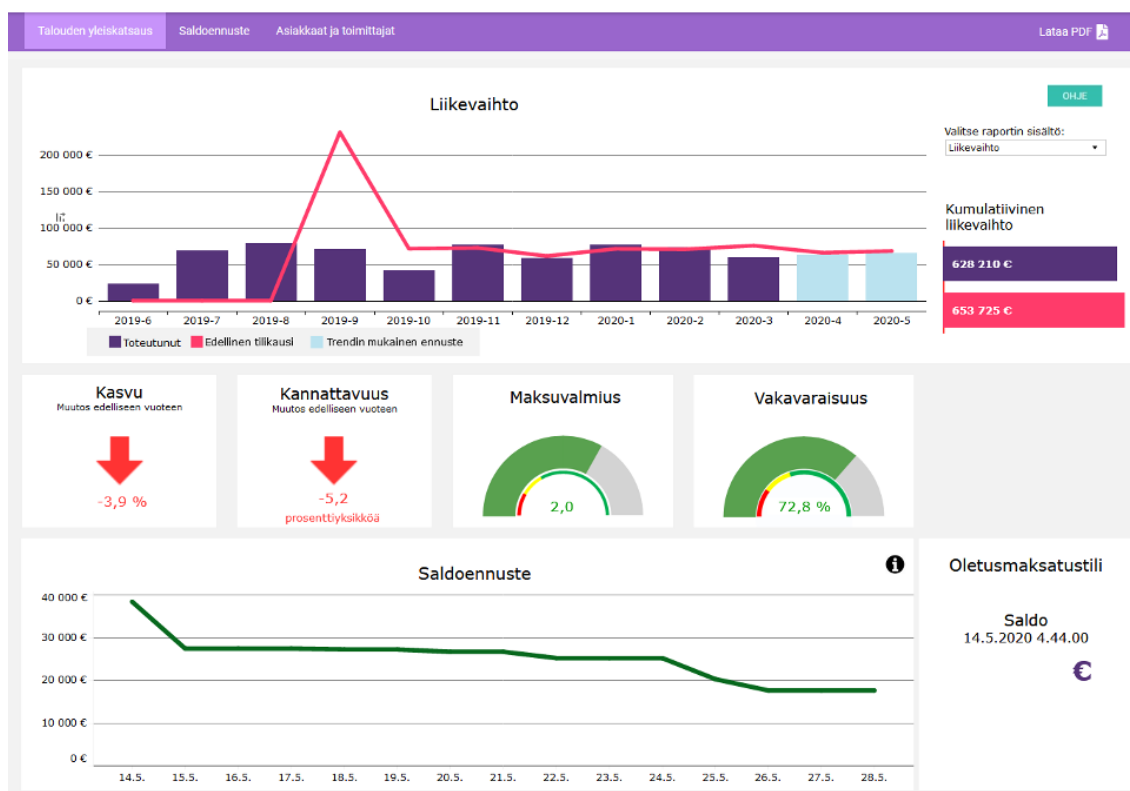 Talouden yleiskatsaus Saldoennuste Asiakkaat ja toimittajat Lataa PDF
Liikevaihto
OHJE
Valitse raportin sisältö:
Liikevaihto
200 000 €
150 000 €
100 000 €
50 000 €
0 €
2019-6 2019-7 2019-8 2019-9 2019-10 2019-11 2019-12 2020-1 2020-2 2020-3 2020-4 2020-5
Toteutunut Edellinen tilikausi Trendin mukainen ennuste
Kumulatiivinen
liikevaihto
628 210 €
653 725 €
Kasvu
Muutos edelliseen vuoteen
-3,9 %
Kannattavuus
Muutos edelliseen vuoteen
-5,2
prosenttiyksikköä
Maksuvalmius
2,0
Vakavaraisuus
72,8 %
Saldoennuste
40 000 €
30 000 €
20 000 €
10 000 €
0 €
14.5. 15.5. 16.5. 17.5. 18.5. 19.5. 20.5. 21.5. 22.5. 23.5. 24.5. 25.5. 26.5. 27.5. 28.5.
Oletusmaksatustili
Saldo
14.5.2020 4.44.00
€